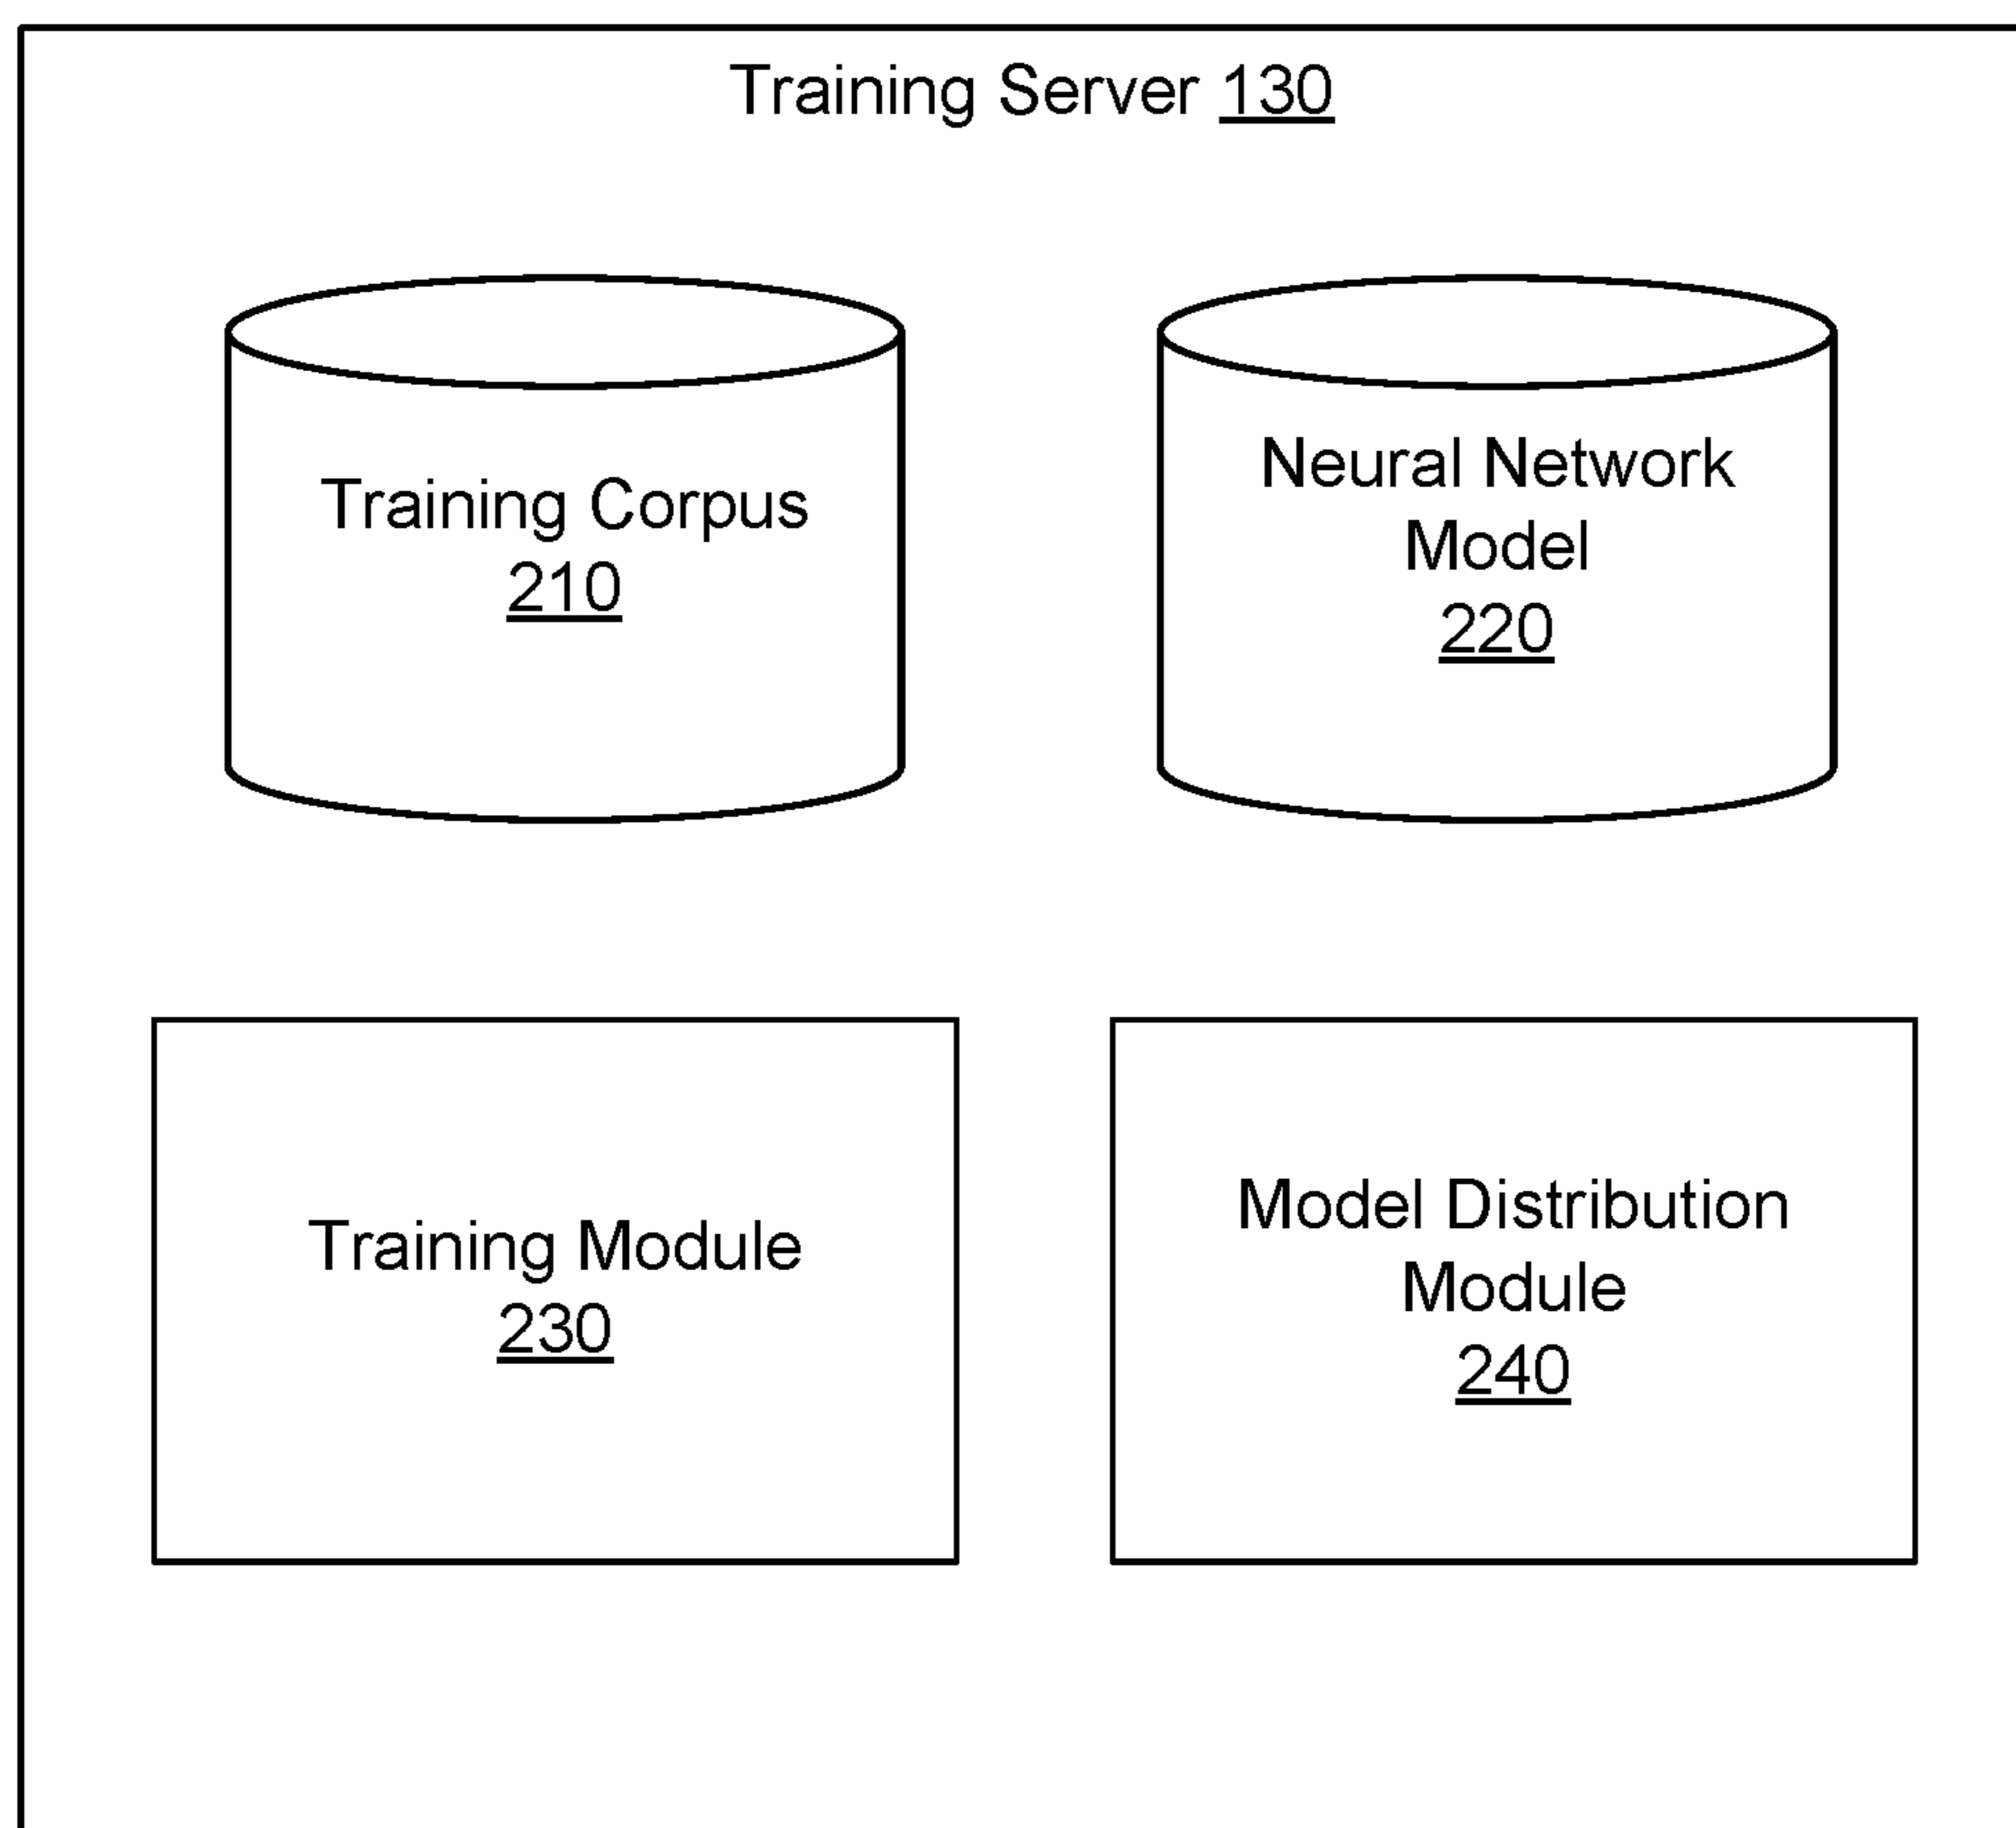 Training Server 130
Training Corpus
210
Neural Network
Model
220
Training Module
230
Model Distribution
Module
240